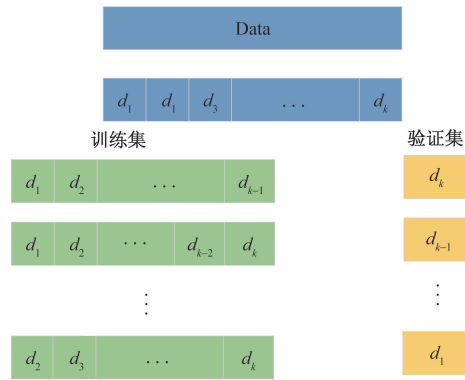 Data
d₁ d₁ d₃ ... dₖ
训练集 验证集
d₁ d₂ ... dₖ₋₁ dₖ
d₁ d₂ ... dₖ₋₂ dₖ dₖ₋₁
⋮ ⋮
d₂ d₃ ... dₖ d₁